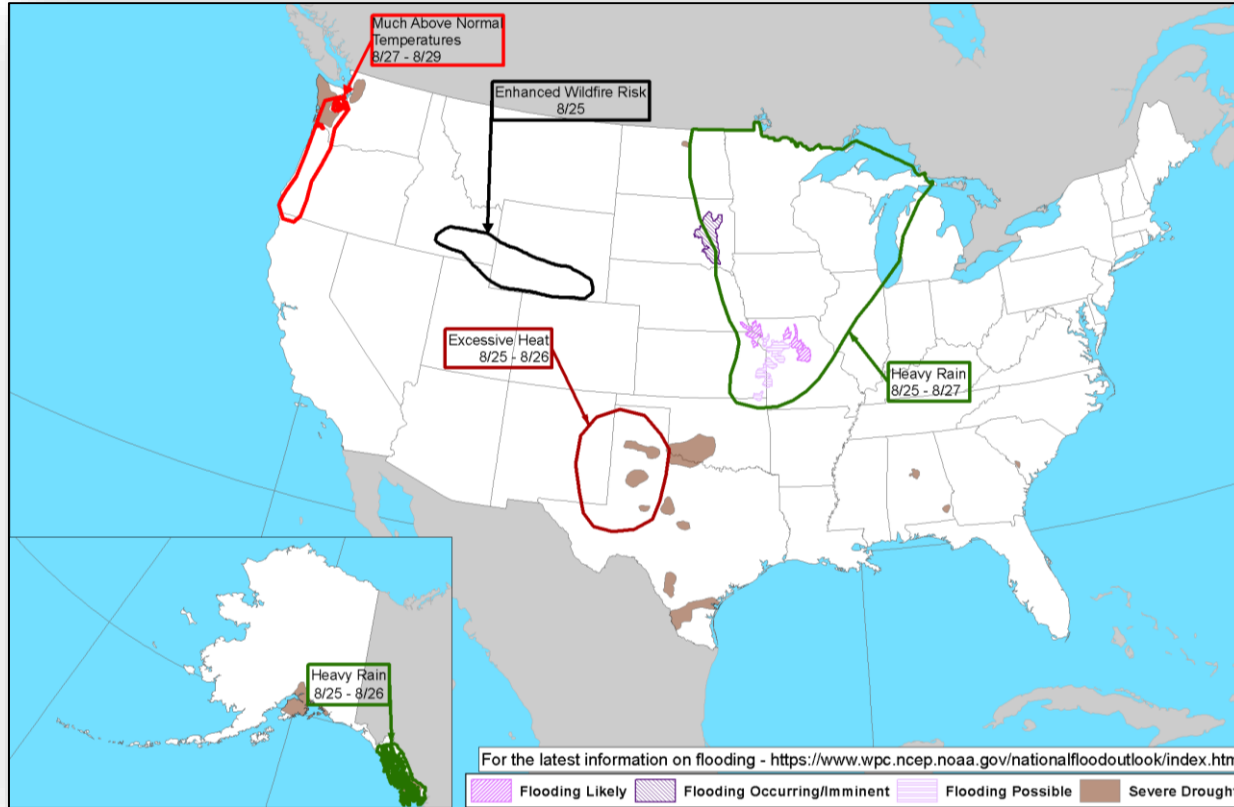 Much Above Normal
Temperatures
8/27 - 8/29
Enhanced Wildfire Risk
8/25
Excessive Heat
8/25 - 8/26
Heavy Rain
8/25 - 8/27
Heavy Rain
8/25 - 8/26
For the latest information on flooding - https://www.wpc.ncep.noaa.gov/nationalfloodoutlook/index.htm
Flooding Likely
Flooding Occurring/Imminent
Flooding Possible
Severe Drought